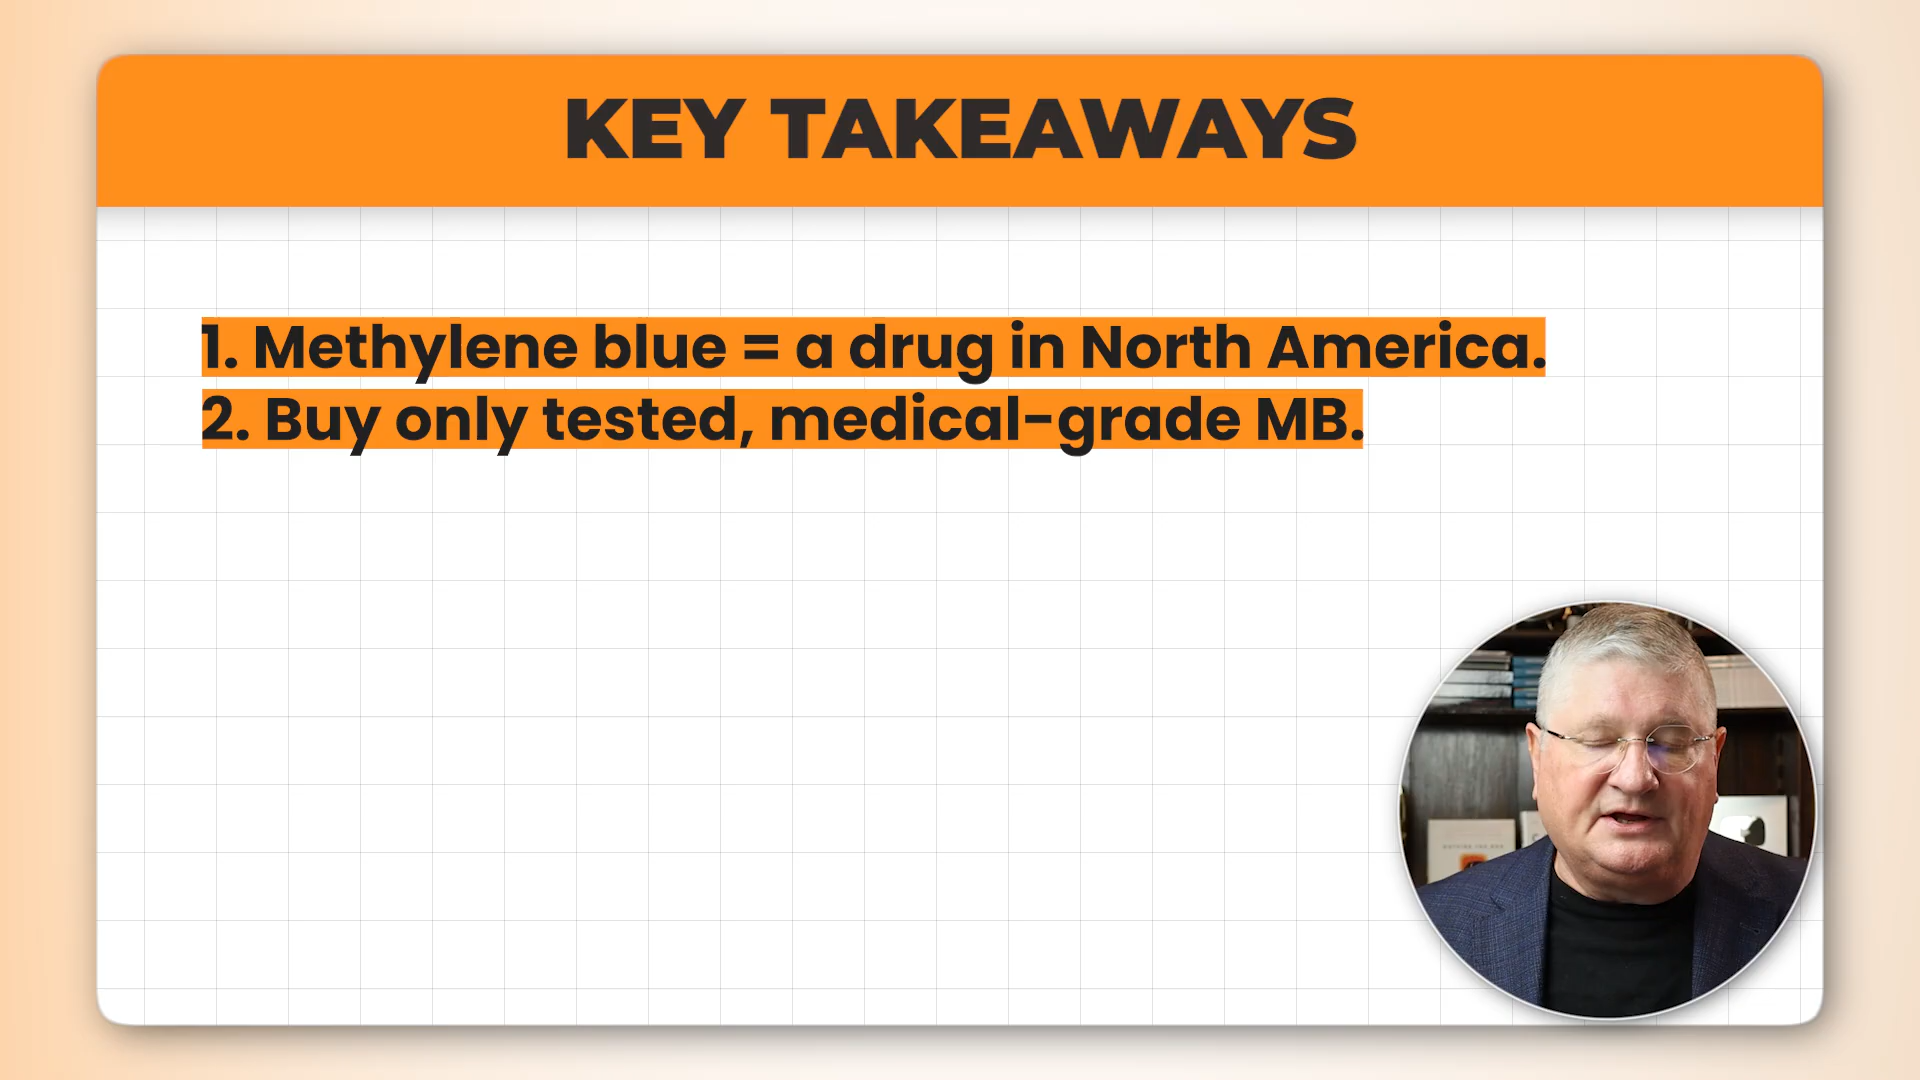 KEY TAKEAWAYS
1. Methylene blue = a drug in North America.
2. Buy only tested, medical-grade MB.